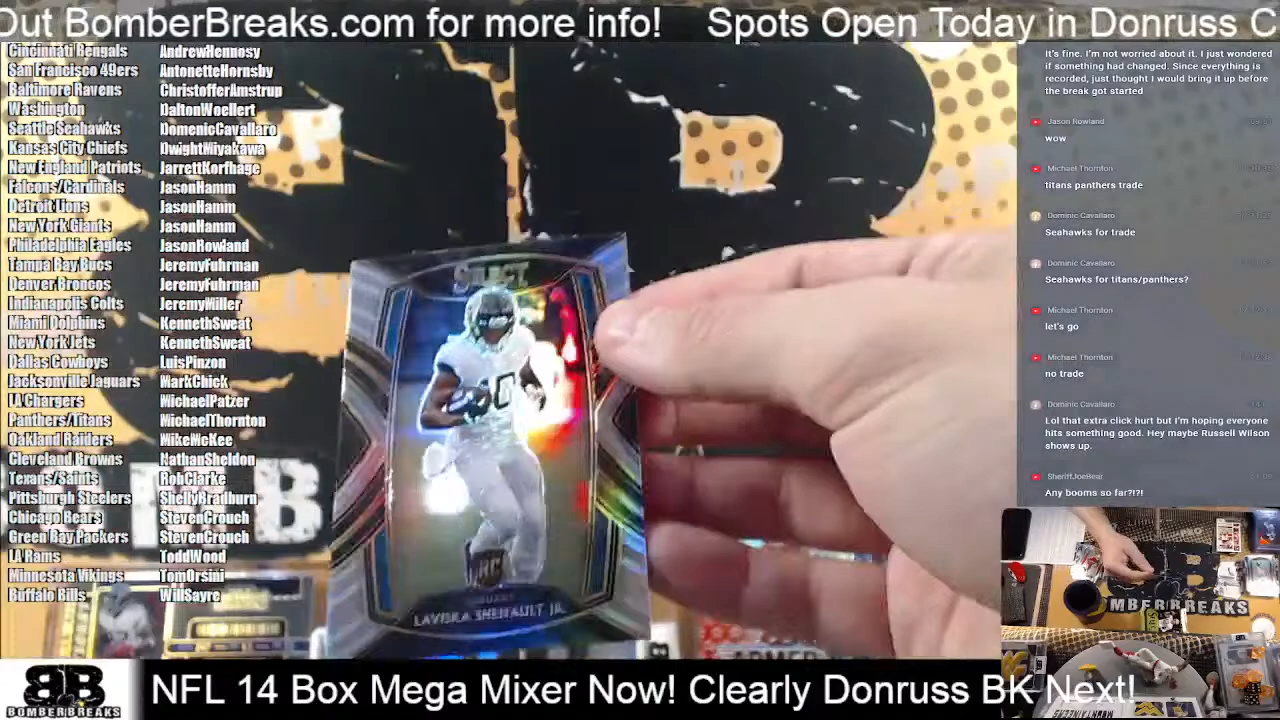 Out BomberBreaks.com for more info! Spots Open Today in Donruss C
Cincinnati Bengals AndrewHennosy
San Francisco 49ers AntonetteHornsby
Baltimore Ravens ChristofferAmstrup
Washington DaltonWoellert
Seattle Seahawks DomenicCavallaro
Kansas City Chiefs DwightMiyakawa
New England Patriots JarrettKorfhage
Falcons/Cardinals JasonHamm
Detroit Lions JasonHamm
New York Giants JasonHamm
Philadelphia Eagles JasonRowland
Tampa Bay Bucs JeremyFuhrman
Denver Broncos JeremyFuhrman
Indianapolis Colts JeremyMiller
Miami Dolphins KennethSweat
New York Jets KennethSweat
Dallas Cowboys LuisPinzon
Jacksonville Jaguars MarkChick
LA Chargers MichaelPatzer
Panthers/Titans MichaelThornton
Oakland Raiders MikeMcKee
Cleveland Browns NathanSheldon
Texans/Saints RobClarke
Pittsburgh Steelers ShellyBradburn
Chicago Bears StevenCrouch
Green Bay Packers StevenCrouch
LA Rams ToddWood
Minnesota Vikings TomOrsini
Buffalo Bills WillSayre
SELECT
RC
LAVISKA SHENAULT JR.
It's fine. I'm not worried about it. I just wondered
if something had changed. Since everything is
recorded, just thought I would bring it up before
the break got started
Jason Rowland
wow
Michael Thornton
titans panthers trade
Dominic Cavallaro
Seahawks for trade
Dominic Cavallaro
Seahawks for titans/panthers?
Michael Thornton
let's go
Michael Thornton
no trade
Dominic Cavallaro
Lol that extra click hurt but I'm hoping everyone
hits something good. Hey maybe Russell Wilson
shows up.
SheriffJoeBear
Any booms so far?!?!
MBERBREAKS
BB
BOMBERBREAKS
NFL 14 Box Mega Mixer Now! Clearly Donruss BK Next!